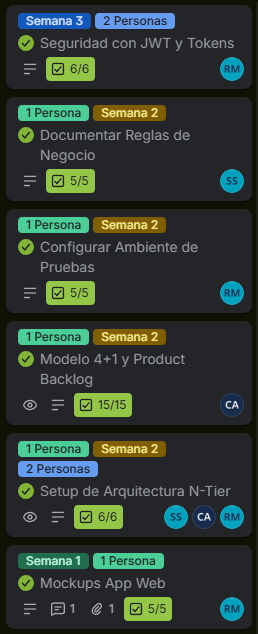 Semana 3 2 Personas
Seguridad con JWT y Tokens
6/6 RM
1 Persona Semana 2
Documentar Reglas de
Negocio
5/5 SS
1 Persona Semana 2
Configurar Ambiente de
Pruebas
5/5 RM
1 Persona Semana 2
Modelo 4+1 y Product
Backlog
15/15 CA
1 Persona Semana 2
2 Personas
Setup de Arquitectura N-Tier
6/6 SS CA RM
Semana 1 1 Persona
Mockups App Web
1 1 5/5 RM